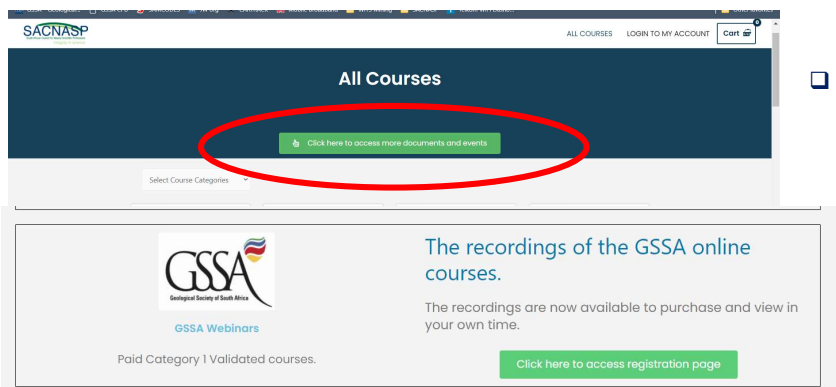 SACNASP
ALL COURSES LOGIN TO MY ACCOUNT Cart 0
All Courses
Click here to access more documents and events
Select Course Categories
GSSA
Geological Society of South Africa
GSSA Webinars
Paid Category 1 Validated courses.
The recordings of the GSSA online
courses.
The recordings are now available to purchase and view in
your own time.
Click here to access registration page